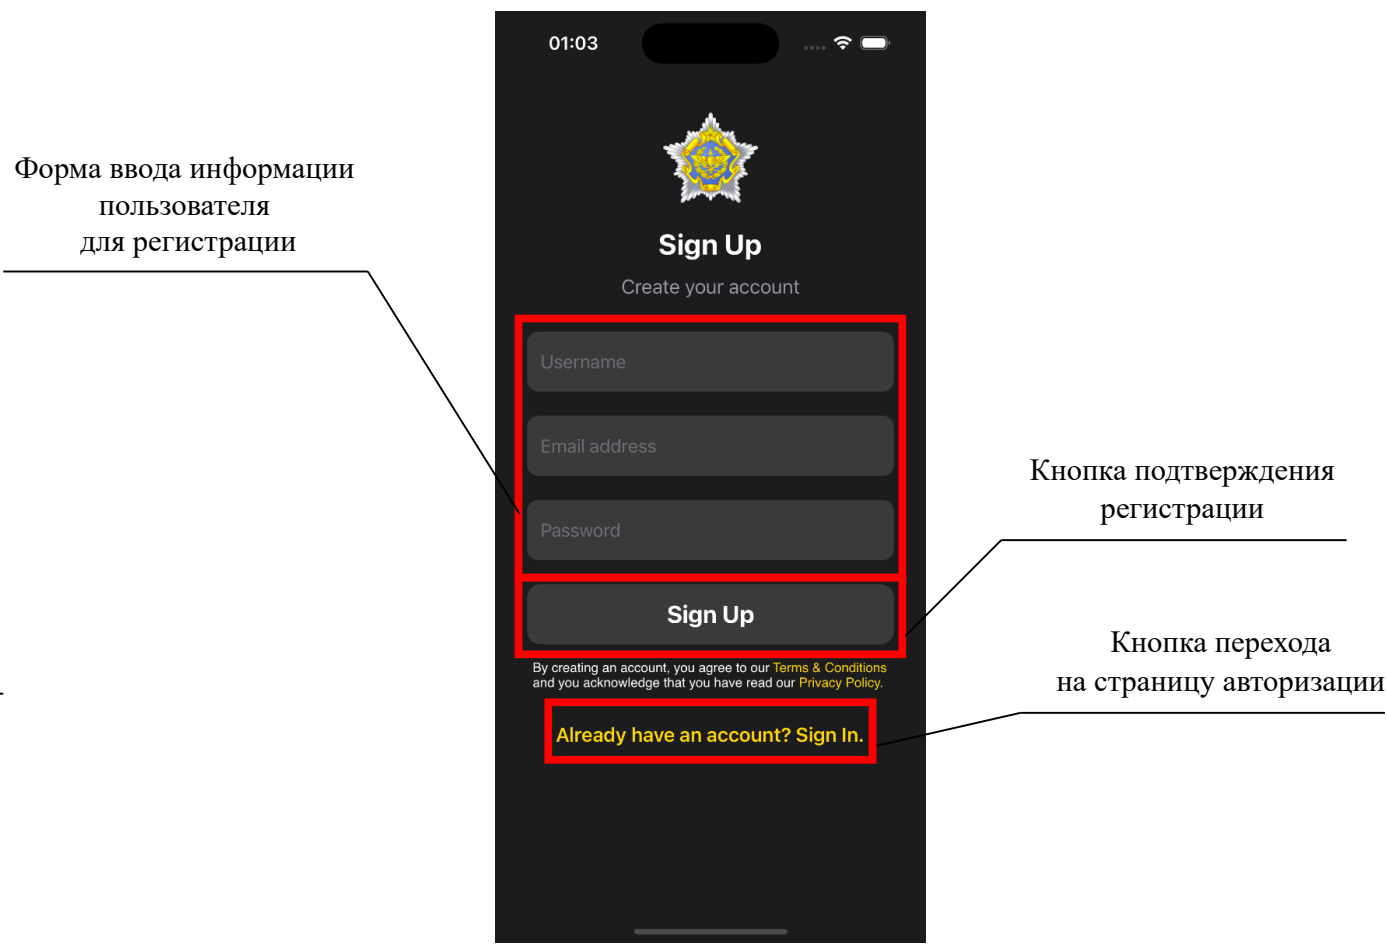 01:03
Форма ввода информации
пользователя
для регистрации
Sign Up
Create your account
Username
Email address
Password
Кнопка подтверждения
регистрации
Sign Up
By creating an account, you agree to our Terms & Conditions
and you acknowledge that you have read our Privacy Policy.
Кнопка перехода
на страницу авторизации
Already have an account? Sign In.